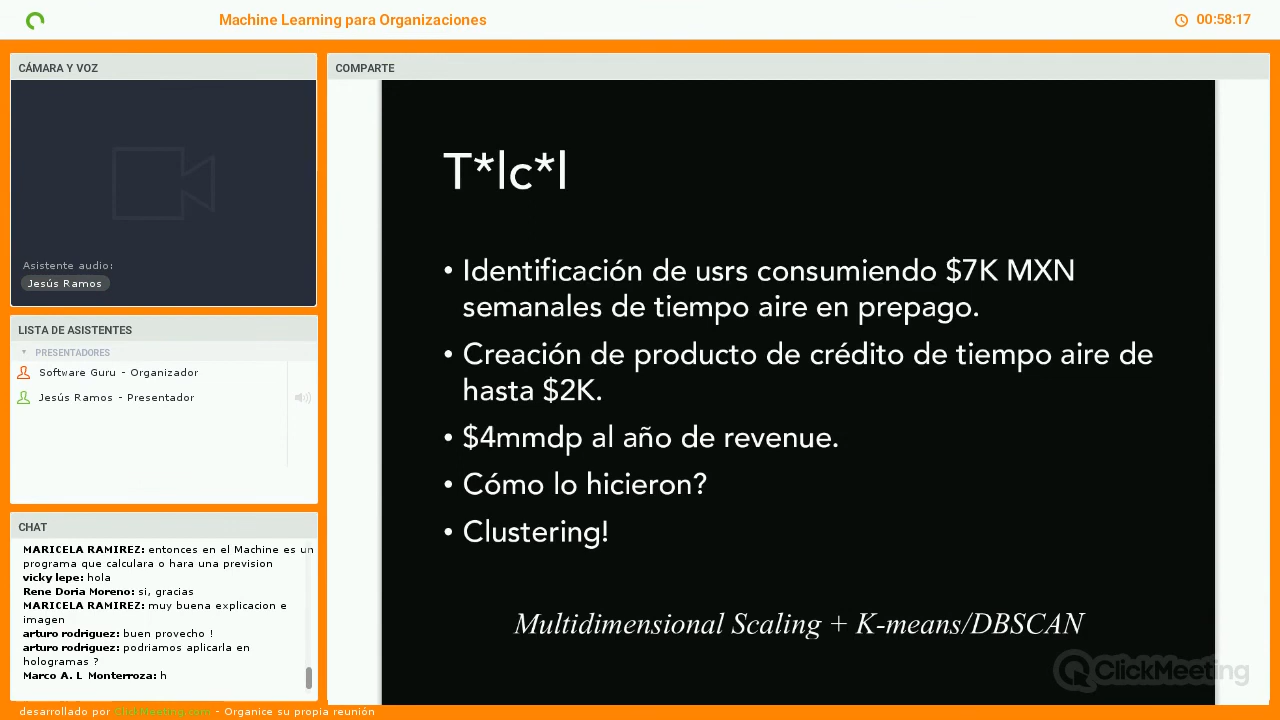 Machine Learning para Organizaciones
00:58:17
CÁMARA Y VOZ
Asistente audio:
Jesús Ramos
LISTA DE ASISTENTES
PRESENTADORES
Software Guru - Organizador
Jesús Ramos - Presentador
CHAT
MARICELA RAMIREZ: entonces en el Machine es un
programa que calculara o hara una prevision
vicky lepe: hola
Rene Doria Moreno: si, gracias
MARICELA RAMIREZ: muy buena explicacion e
imagen
arturo rodriguez: buen provecho !
arturo rodriguez: podriamos aplicarla en
hologramas ?
Marco A. L Monterroza: h
COMPARTE
T*lc*l
• Identificación de usrs consumiendo $7K MXN
semanales de tiempo aire en prepago.
• Creación de producto de crédito de tiempo aire de
hasta $2K.
• $4mmdp al año de revenue.
• Cómo lo hicieron?
• Clustering!
Multidimensional Scaling + K-means/DBSCAN
ClickMeeting
desarrollado por ClickMeeting.com - Organice su propia reunión